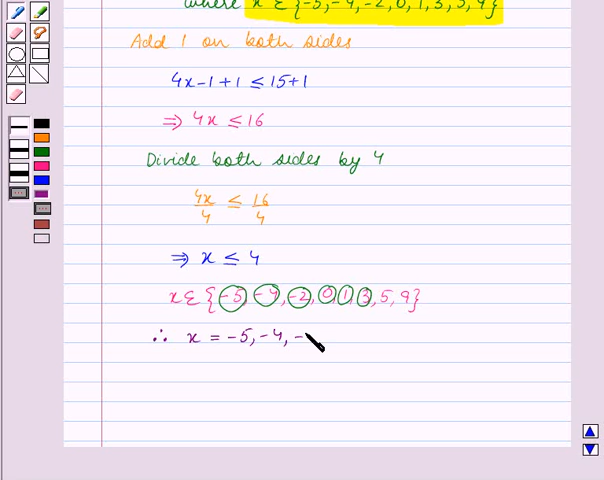 where x ∈ {-5, -4, -2, 0, 1, 3, 5, 9}
Add 1 on both sides
4x-1+1 ≤ 15+1
⇒ 4x ≤ 16
Divide both sides by 4
4x/4 ≤ 16/4
⇒ x ≤ 4
x ∈ {-5, -4, -2, 0, 1, 3, 5, 9}
∴ x = -5, -4, -